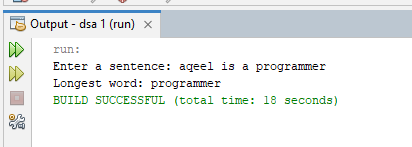 Output - dsa 1 (run)
run:
Enter a sentence: aqeel is a programmer
Longest word: programmer
BUILD SUCCESSFUL (total time: 18 seconds)